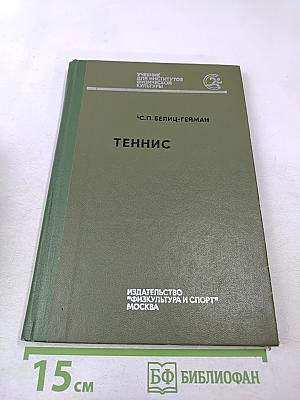 УЧЕБНИК
ДЛЯ ИНСТИТУТОВ
ФИЗИЧЕСКОЙ
КУЛЬТУРЫ
С.П. БЕЛИЦ-ГЕЙМАН
ТЕННИС
ИЗДАТЕЛЬСТВО
"ФИЗКУЛЬТУРА И СПОРТ"
МОСКВА
15 см
БФ БИБЛИОФАН